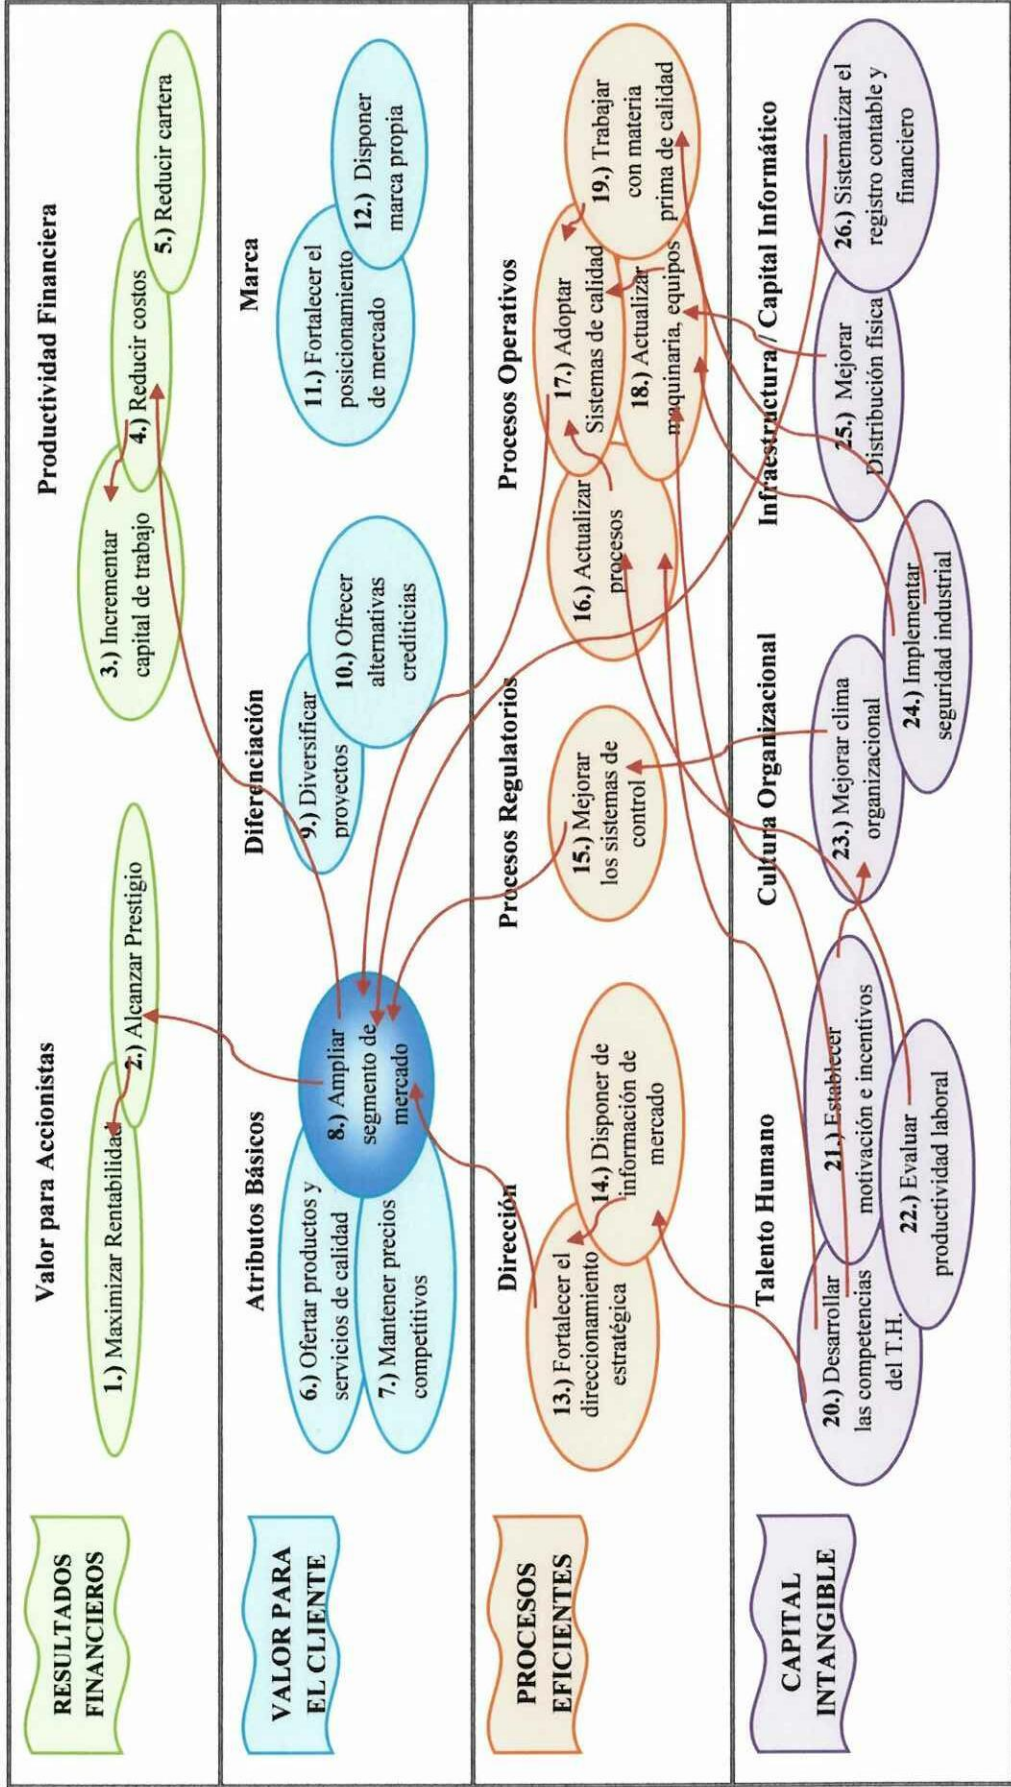 RESULTADOS
FINANCIEROS
Valor para Accionistas
1.) Maximizar Rentabilidad
2.) Alcanzar Prestigio
Productividad Financiera
3.) Incrementar
capital de trabajo
4.) Reducir costos
5.) Reducir cartera
VALOR PARA
EL CLIENTE
Atributos Básicos
6.) Ofertar productos y
servicios de calidad
7.) Mantener precios
competitivos
8.) Ampliar
segmento de
mercado
Diferenciación
9.) Diversificar
proyectos
10.) Ofrecer
alternativas
crediticias
Marca
11.) Fortalecer el
posicionamiento
de mercado
12.) Disponer
marca propia
PROCESOS
EFICIENTES
Dirección
13.) Fortalecer el
direccionamiento
estratégica
14.) Disponer de
información de
mercado
Procesos Regulatorios
15.) Mejorar
los sistemas de
control
Procesos Operativos
16.) Actualizar
procesos
17.) Adoptar
Sistemas de calidad
18.) Actualizar
maquinaria, equipos
19.) Trabajar
con materia
prima de calidad
CAPITAL
INTANGIBLE
Talento Humano
20.) Desarrollar
las competencias
del T.H.
21.) Establecer
motivación e incentivos
22.) Evaluar
productividad laboral
Cultura Organizacional
23.) Mejorar clima
organizacional
24.) Implementar
seguridad industrial
Infraestructura / Capital Informático
25.) Mejorar
Distribución física
26.) Sistematizar el
registro contable y
financiero